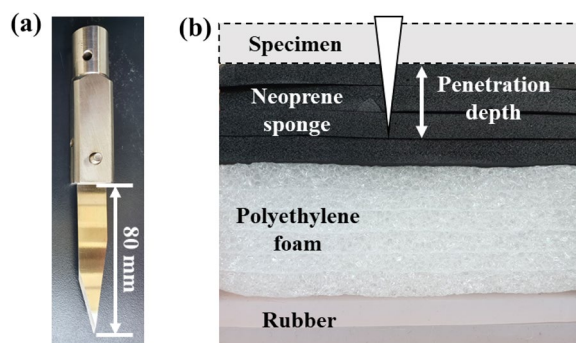 (a)
80 mm
(b)
Specimen
Neoprene
sponge
Penetration
depth
Polyethylene
foam
Rubber